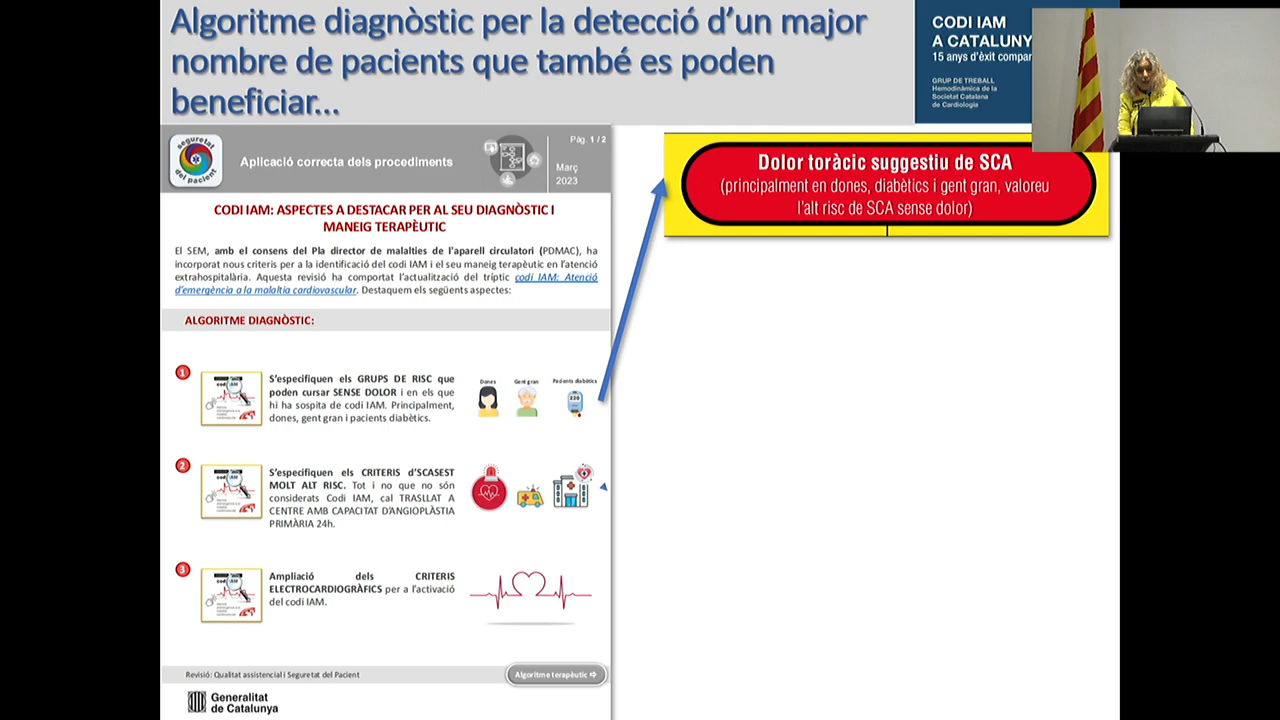 Algoritme diagnòstic per la detecció d'un major
nombre de pacients que també es poden
beneficiar...
CODI IAM
A CATALUNY
15 anys d'èxit compar
GRUP DE TREBALL
Hemodinàmica de la
Societat Catalana
de Cardiologia
seguretat
del pacient
Aplicació correcta dels procediments
Pàg. 1 / 2
Març
2023
CODI IAM: ASPECTES A DESTACAR PER AL SEU DIAGNÒSTIC I
MANEIG TERAPÈUTIC
El SEM, amb el consens del Pla director de malalties de l'aparell circulatori (PDMAC), ha
incorporat nous criteris per a la identificació del codi IAM i el seu maneig terapèutic en l'atenció
extrahospitalària. Aquesta revisió ha comportat l'actualització del tríptic codi IAM: Atenció
d'emergència a la malaltia cardiovascular. Destaquem els següents aspectes:
ALGORITME DIAGNÒSTIC:
1
S'especifiquen els GRUPS DE RISC que
poden cursar SENSE DOLOR i en els que
hi ha sospita de codi IAM. Principalment,
dones, gent gran i pacients diabètics.
Dones Gent gran Pacients diabètics
220
2
S'especifiquen els CRITERIS d'SCASEST
MOLT ALT RISC. Tot i no que no són
considerats Codi IAM, cal TRASLLAT A
CENTRE AMB CAPACITAT D'ANGIOPLÀSTIA
PRIMÀRIA 24h.
3
Ampliació dels CRITERIS
ELECTROCARDIOGRÀFICS per a l'activació
del codi IAM.
Revisió: Qualitat assistencial i Seguretat del Pacient
Algoritme terapèutic
Generalitat
de Catalunya
Dolor toràcic suggestiu de SCA
(principalment en dones, diabètics i gent gran, valoreu
l'alt risc de SCA sense dolor)